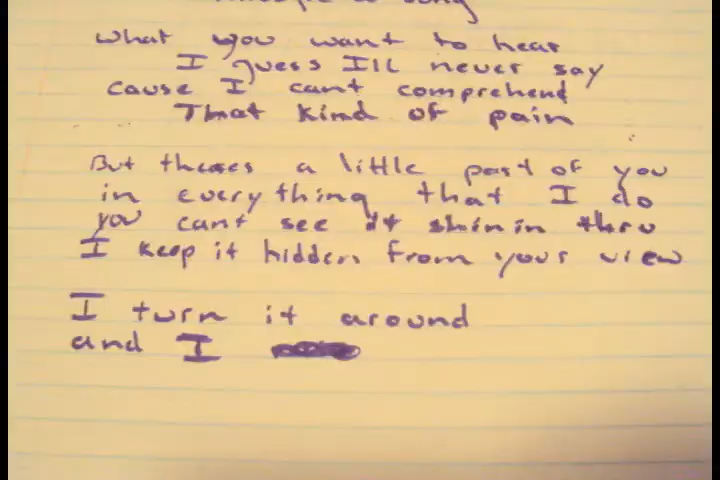 a song
what you want to hear
I guess I'll never say
cause I cant comprehend
That kind of pain
But theres a little part of you
in everything that I do
you cant see it shinin thru
I keep it hidden from your view
I turn it around
and I